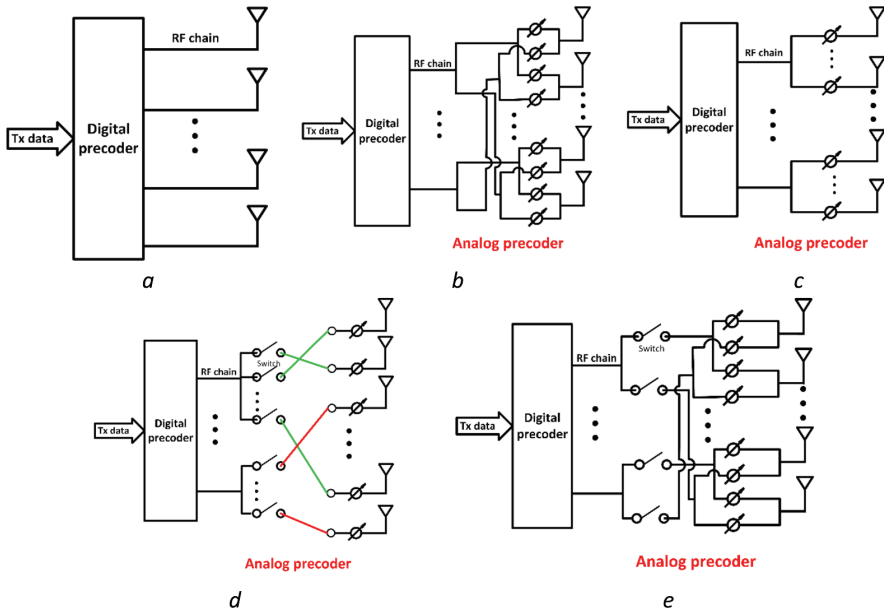 Tx data
Digital
precoder
RF chain
a
Tx data
Digital
precoder
RF chain
Analog precoder
b
Tx data
Digital
precoder
RF chain
Analog precoder
c
Tx data
Digital
precoder
RF chain
Switch
Analog precoder
d
Tx data
Digital
precoder
RF chain
Switch
Analog precoder
e